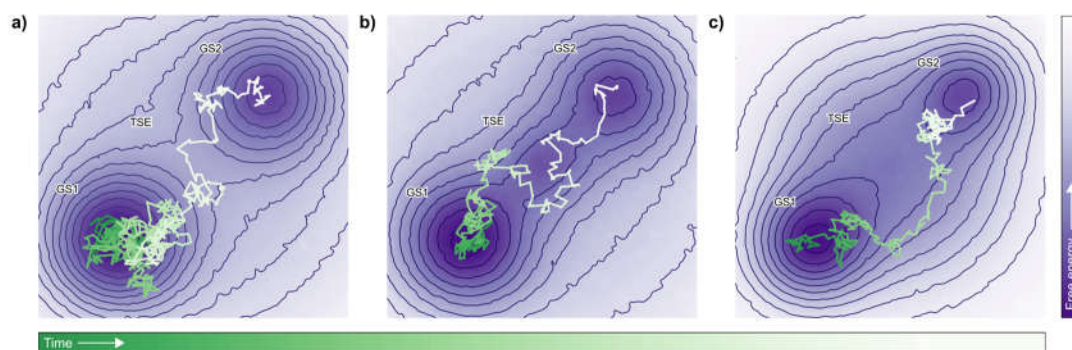 a)
GS2
TSE
GS1
b)
GS2
TSE
GS1
c)
GS2
TSE
GS1
Free energy
Time